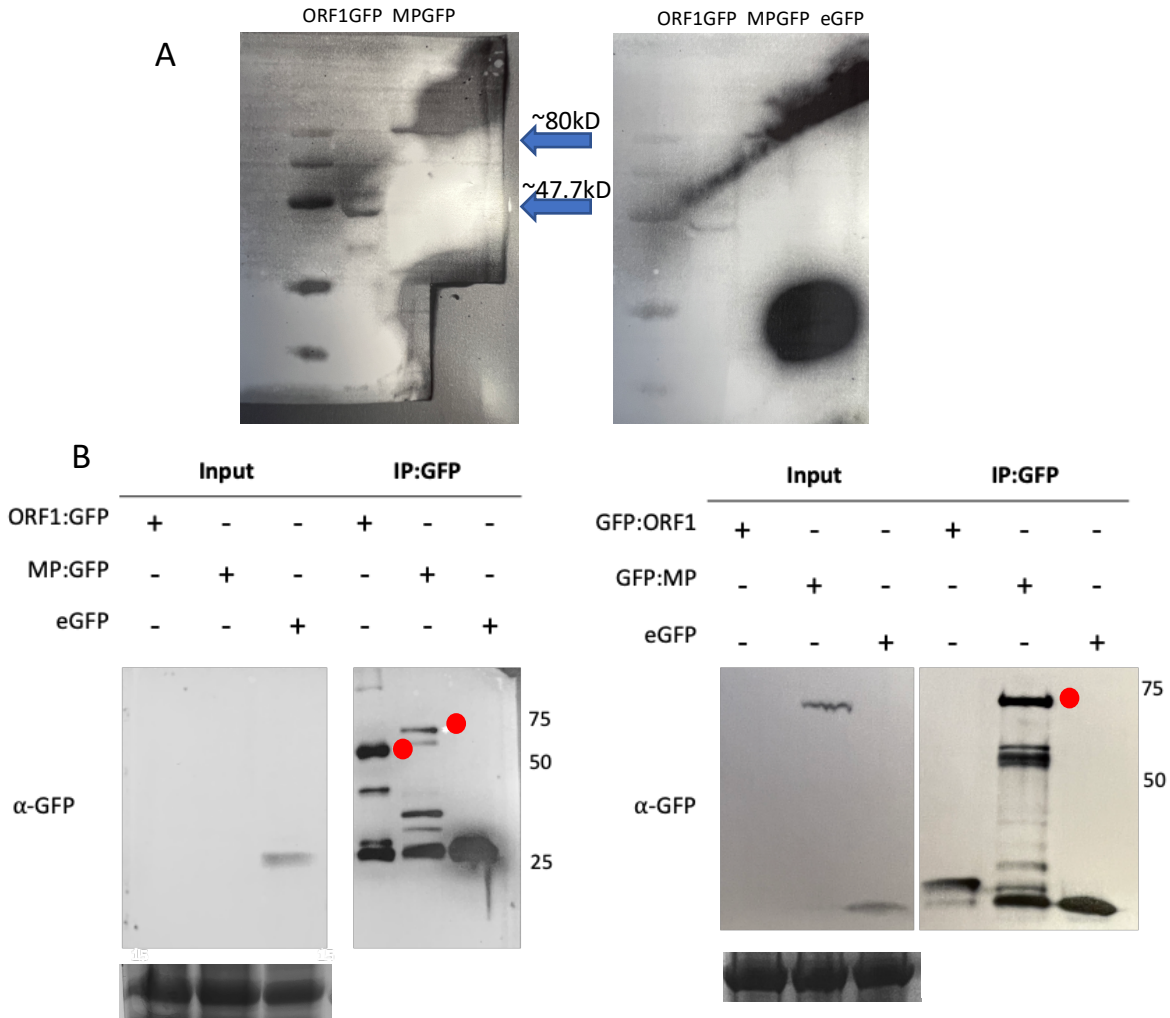 ORF1GFP MPGFP
ORF1GFP MPGFP eGFP
A
~80kD
~47.7kD
B
Input IP:GFP
ORF1:GFP + - - + - -
MP:GFP - + - - + -
eGFP - - + - - +
75
50
α-GFP
25
Input IP:GFP
GFP:ORF1 + - - + - -
GFP:MP - + - - + -
eGFP - - + - - +
75
50
α-GFP